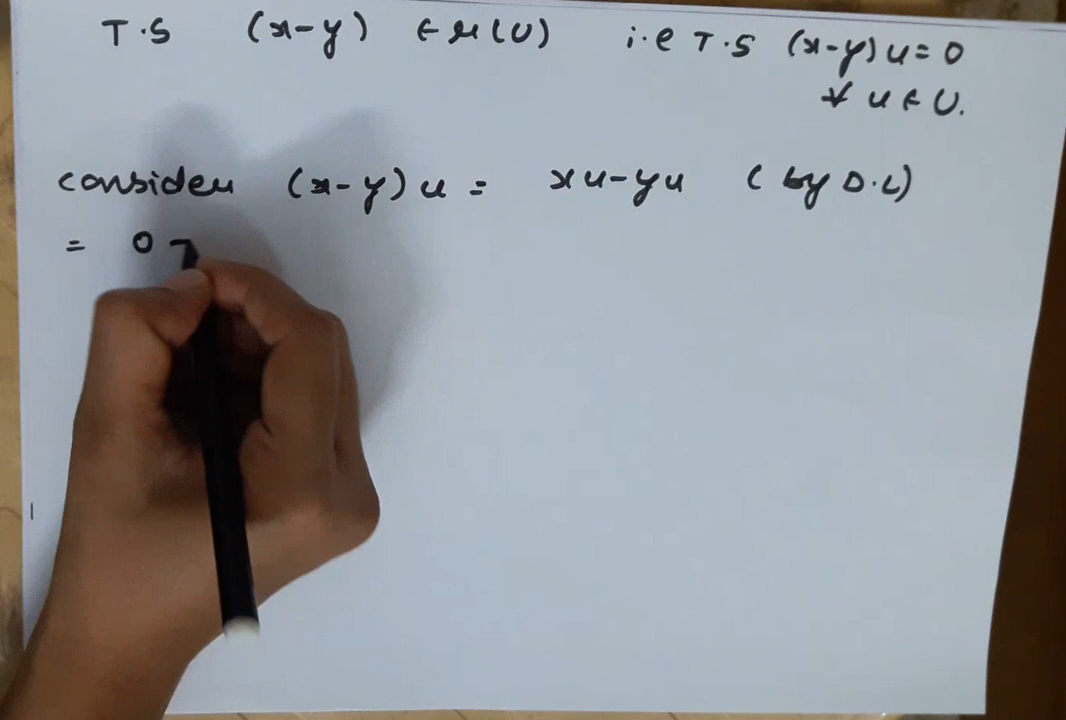 T.S (x-y) ∈ r(U) i.e T.S (x-y)u=0
∀ u ∈ U.
consider (x-y)u = xu-yu (by D.L)
= 0 -